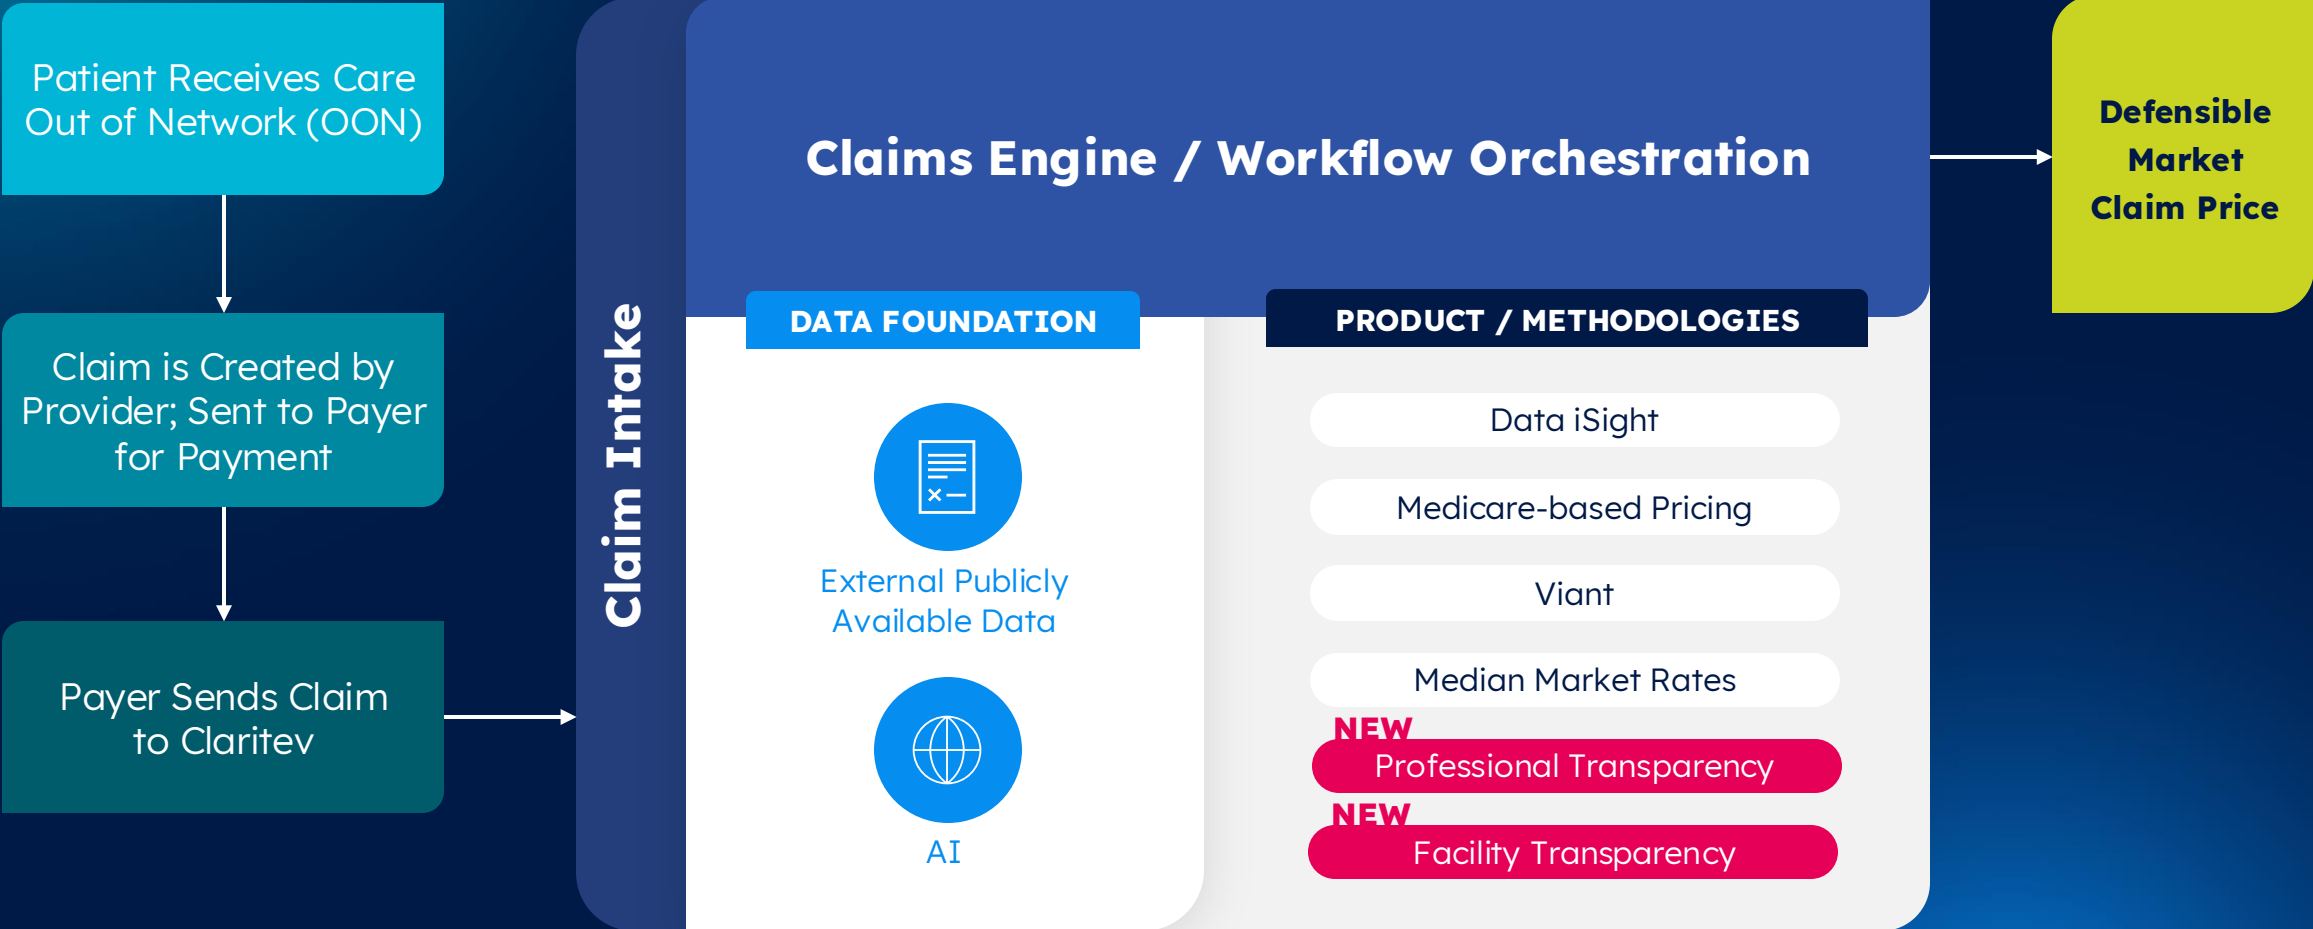 Patient Receives Care
Out of Network (OON)
Claim is Created by
Provider; Sent to Payer
for Payment
Payer Sends Claim
to Claritev
Claim Intake
Claims Engine / Workflow Orchestration
DATA FOUNDATION
External Publicly
Available Data
AI
PRODUCT / METHODOLOGIES
Data iSight
Medicare-based Pricing
Viant
Median Market Rates
NEW
Professional Transparency
NEW
Facility Transparency
Defensible
Market
Claim Price